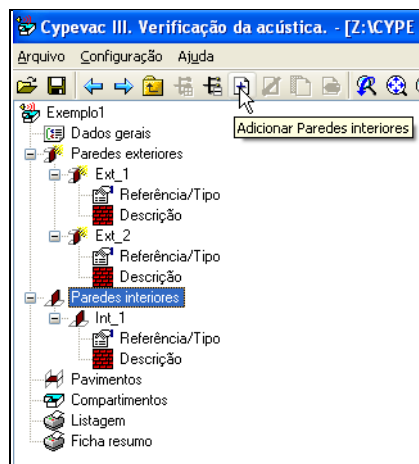 Cypevac III. Verificação da acústica. - [Z:\CYPE
Arquivo Configuração Ajuda
Adicionar Paredes interiores
Exemplo1
Dados gerais
Paredes exteriores
Ext_1
Referência/Tipo
Descrição
Ext_2
Referência/Tipo
Descrição
Paredes interiores
Int_1
Referência/Tipo
Descrição
Pavimentos
Compartimentos
Listagem
Ficha resumo